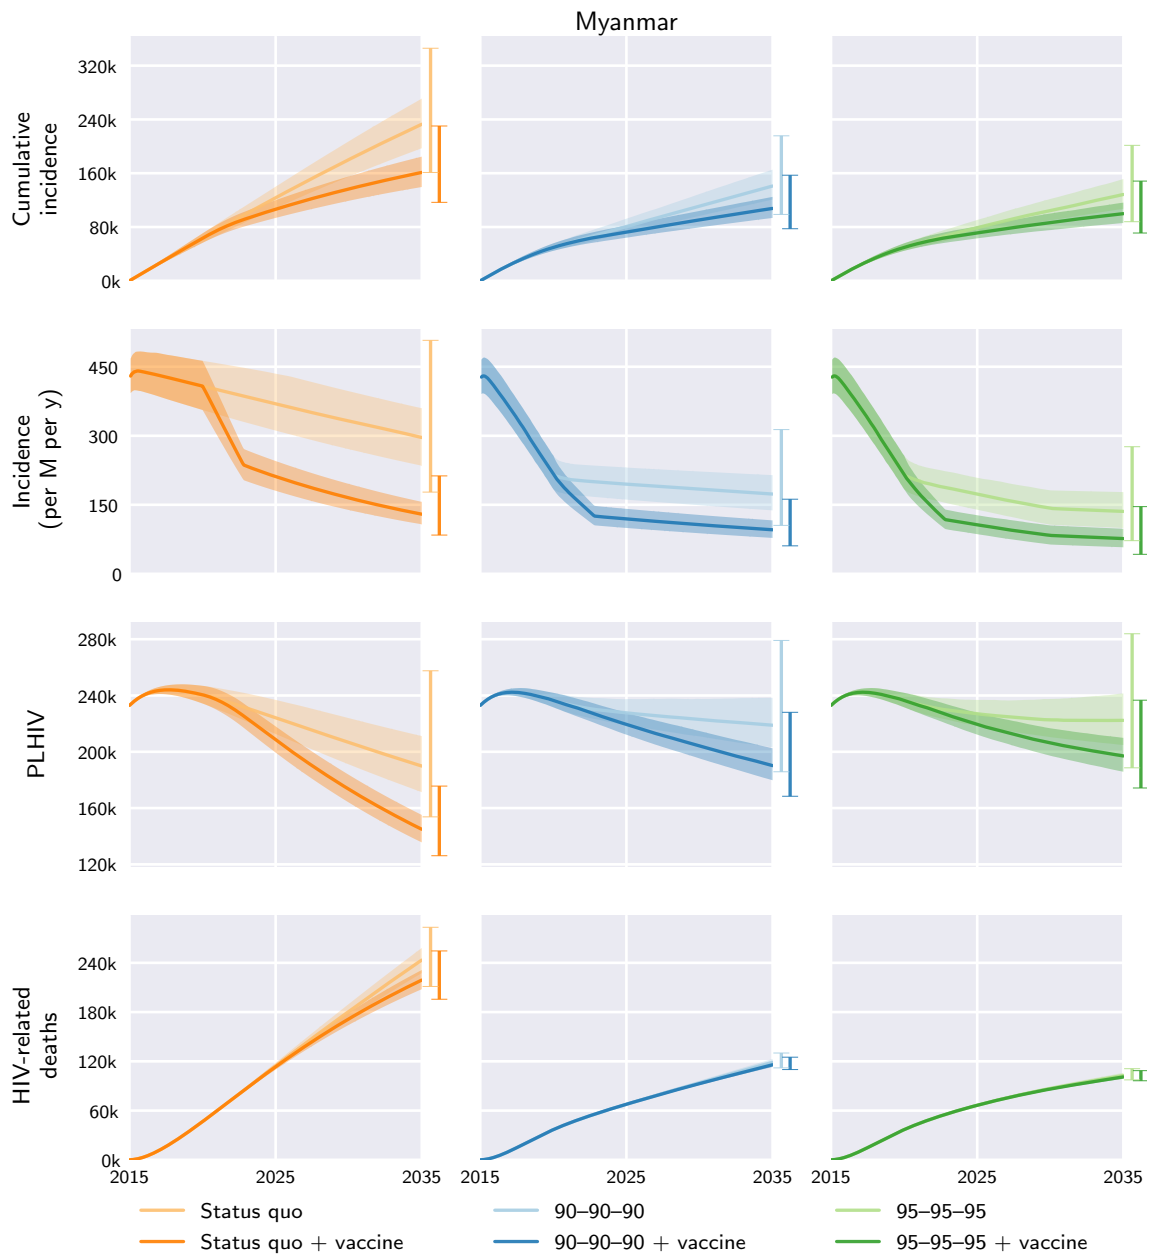 Myanmar
Cumulative
incidence
320k
240k
160k
80k
0k
Incidence
(per M per y)
450
300
150
0
PLHIV
280k
240k
200k
160k
120k
HIV-related
deaths
240k
180k
120k
60k
0k
2015 2025 2035 2015 2025 2035 2015 2025 2035
Status quo 90–90–90 95–95–95
Status quo + vaccine 90–90–90 + vaccine 95–95–95 + vaccine